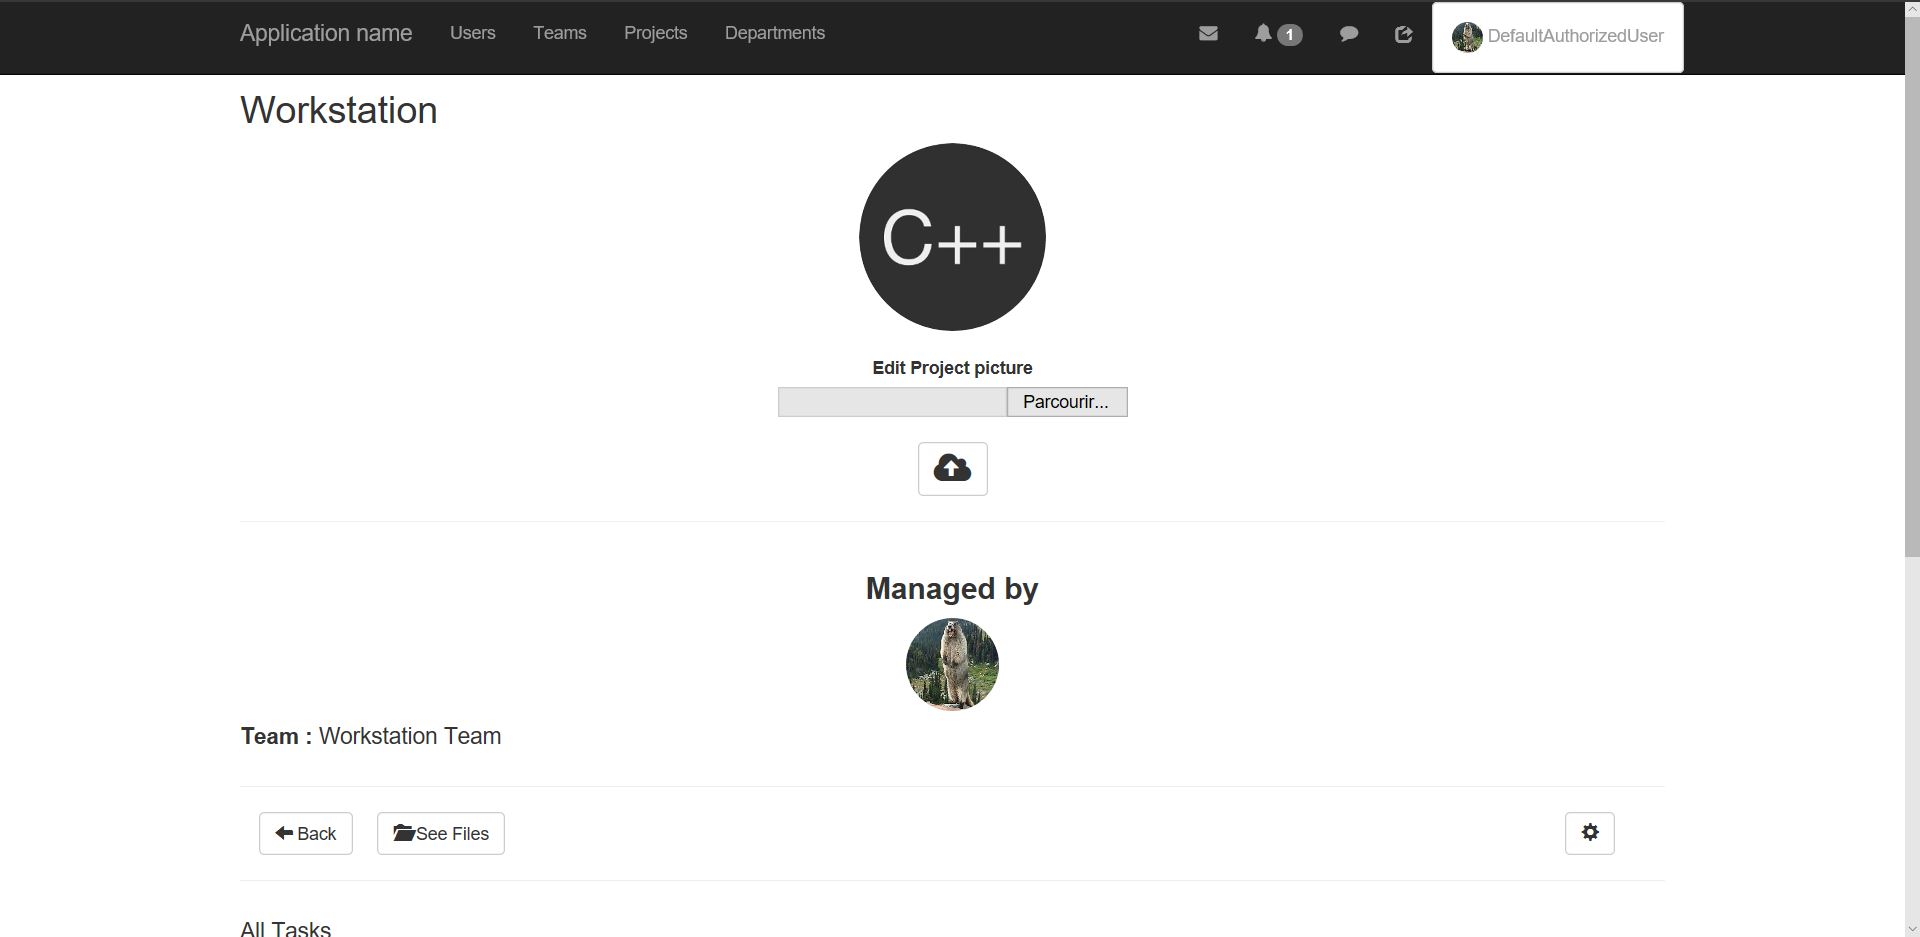 Application name Users Teams Projects Departments 1 DefaultAuthorizedUser
Workstation
C++
Edit Project picture
Parcourir...
Managed by
Team : Workstation Team
Back See Files
All Tasks